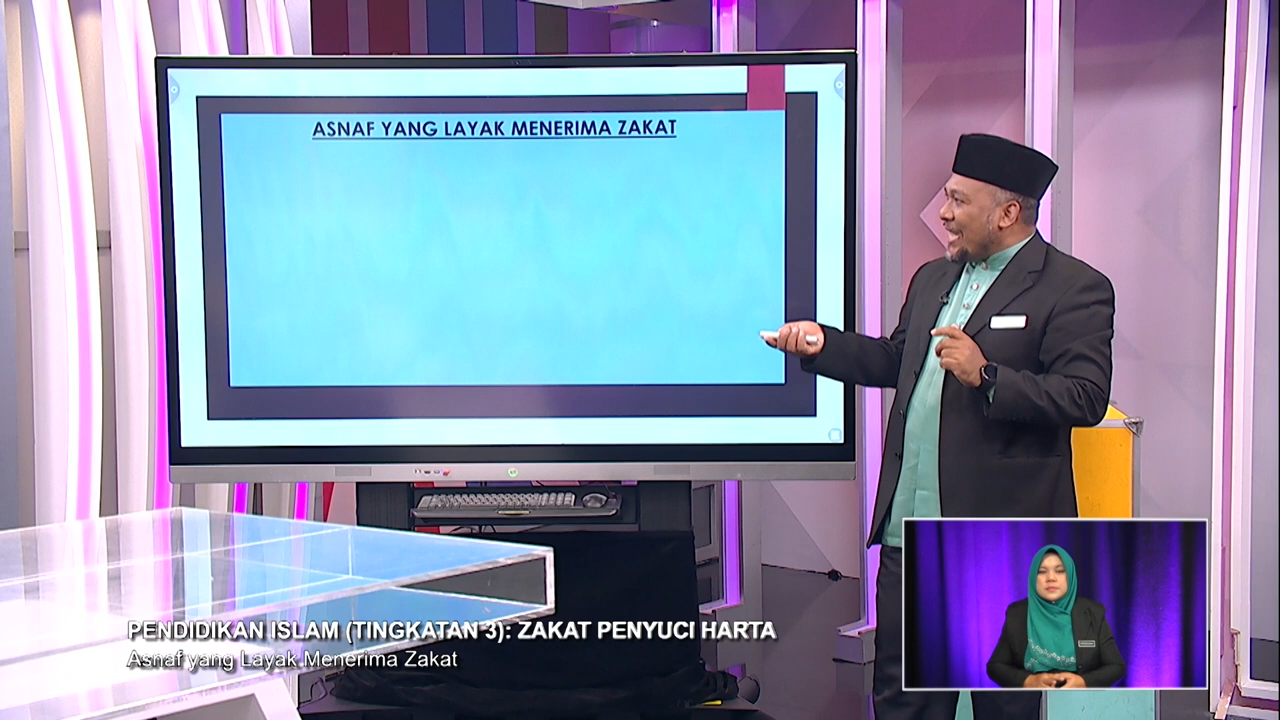 ASNAF YANG LAYAK MENERIMA ZAKAT
PENDIDIKAN ISLAM (TINGKATAN 3): ZAKAT PENYUCI HARTA
Asnaf yang Layak Menerima Zakat